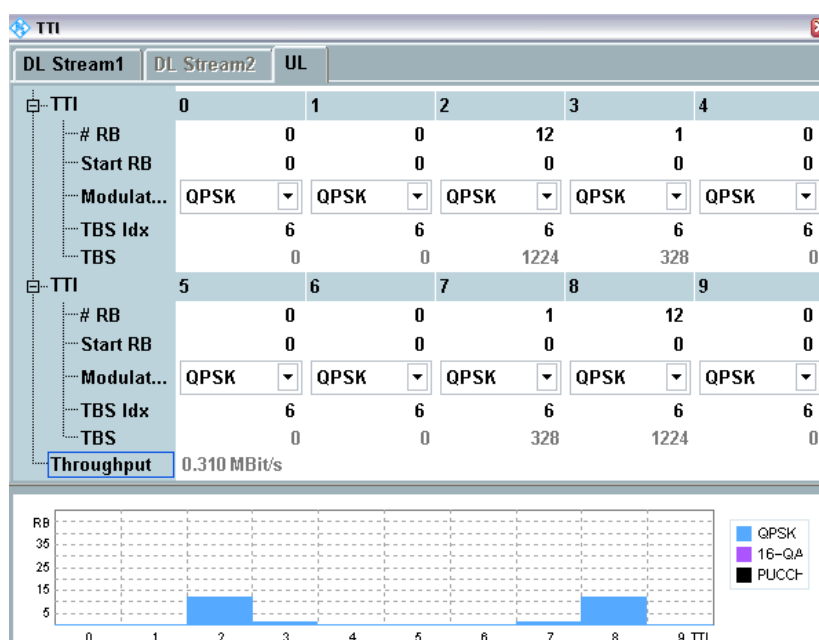 TTI
DL Stream1 DL Stream2 UL
TTI 0 1 2 3 4
# RB 0 0 12 1 0
Start RB 0 0 0 0 0
Modulat... QPSK QPSK QPSK QPSK QPSK
TBS Idx 6 6 6 6 6
TBS 0 0 1224 328 0
TTI 5 6 7 8 9
# RB 0 0 1 12 0
Start RB 0 0 0 0 0
Modulat... QPSK QPSK QPSK QPSK QPSK
TBS Idx 6 6 6 6 6
TBS 0 0 328 1224 0
Throughput 0.310 MBit/s
RB
35
25
15
5
0 1 2 3 4 5 6 7 8 9 TTI
QPSK
16-QA
PUCCH